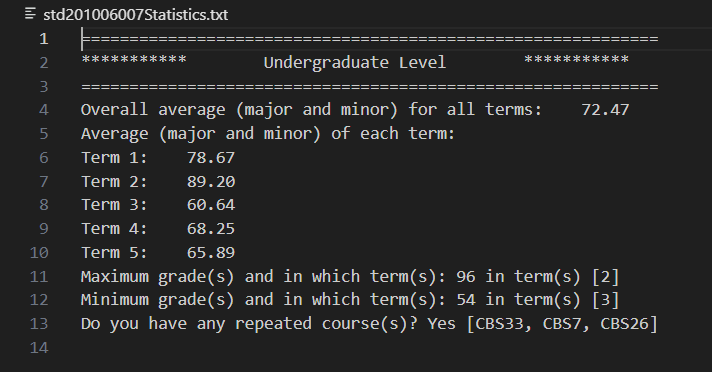 std201006007Statistics.txt
1 ============================================================
2 *********** Undergraduate Level ***********
3 ============================================================
4 Overall average (major and minor) for all terms: 72.47
5 Average (major and minor) of each term:
6 Term 1: 78.67
7 Term 2: 89.20
8 Term 3: 60.64
9 Term 4: 68.25
10 Term 5: 65.89
11 Maximum grade(s) and in which term(s): 96 in term(s) [2]
12 Minimum grade(s) and in which term(s): 54 in term(s) [3]
13 Do you have any repeated course(s)? Yes [CBS33, CBS7, CBS26]
14